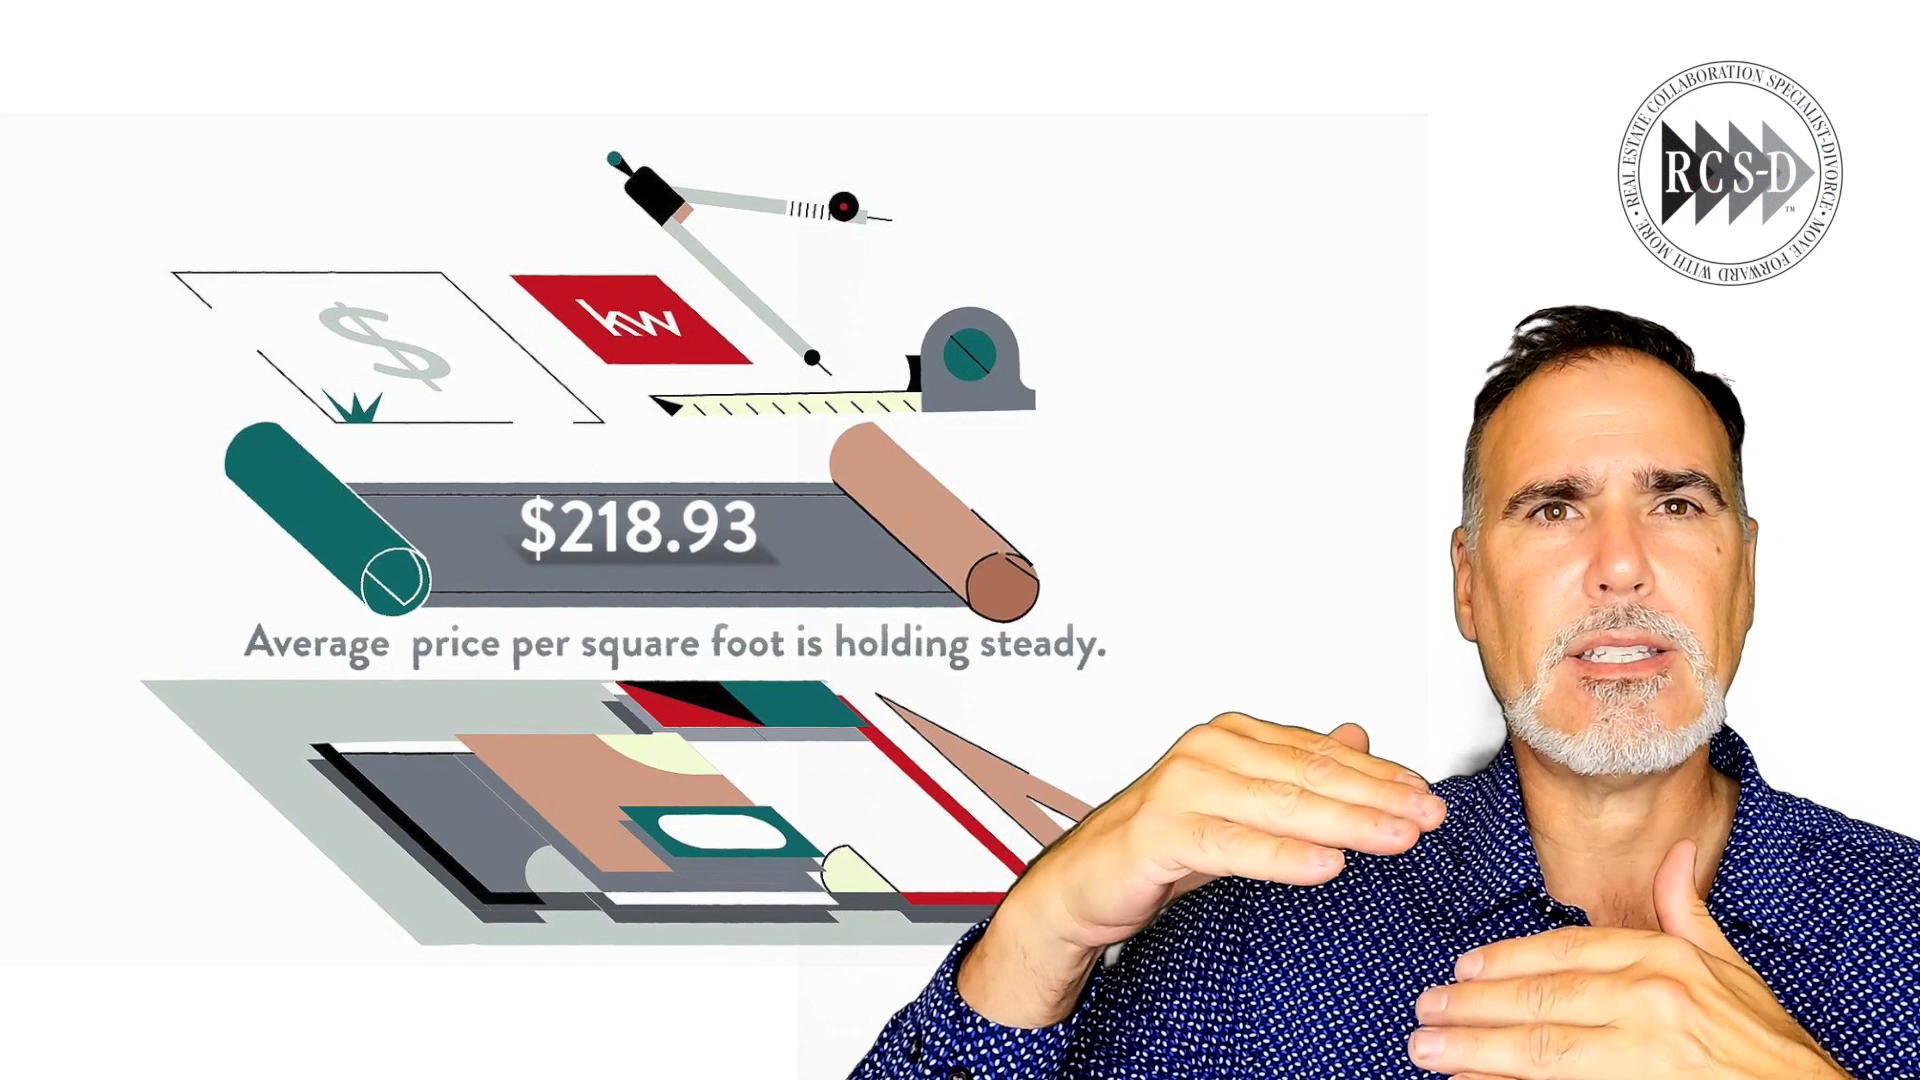 • REAL ESTATE COLLABORATION SPECIALIST-DIVORCE • MOVE FORWARD WITH MORE
RCS-D
TM
$
kw
$218.93
Average price per square foot is holding steady.